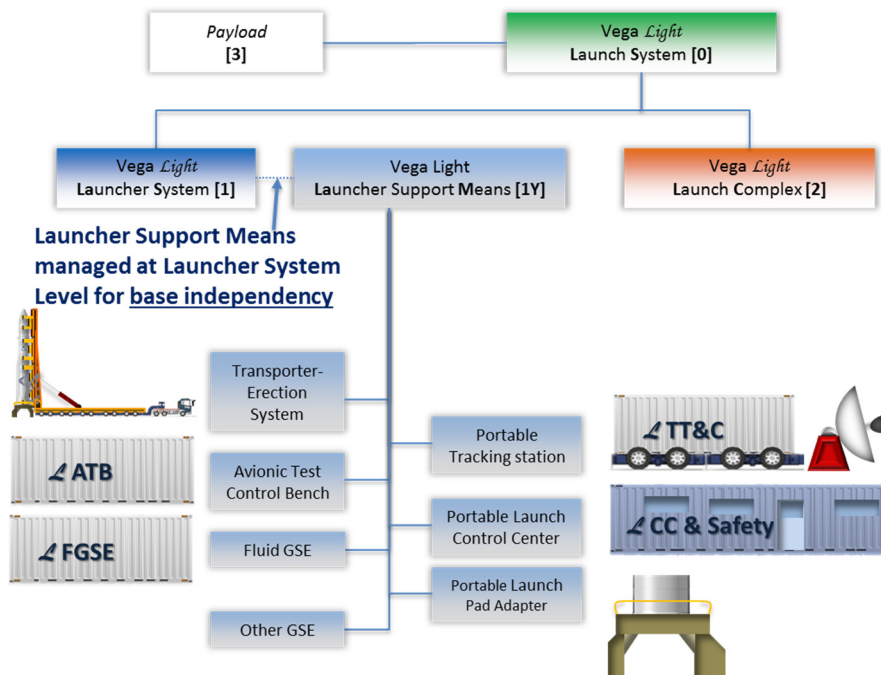 Payload
[3]
Vega Light
Launch System [0]
Vega Light
Launcher System [1]
Vega Light
Launcher Support Means [1Y]
Vega Light
Launch Complex [2]
Launcher Support Means
managed at Launcher System
Level for base independency
Transporter-
Erection
System
Portable
Tracking station
L TT&C
L ATB
Avionic Test
Control Bench
Portable Launch
Control Center
L CC & Safety
L FGSE
Fluid GSE
Portable Launch
Pad Adapter
Other GSE